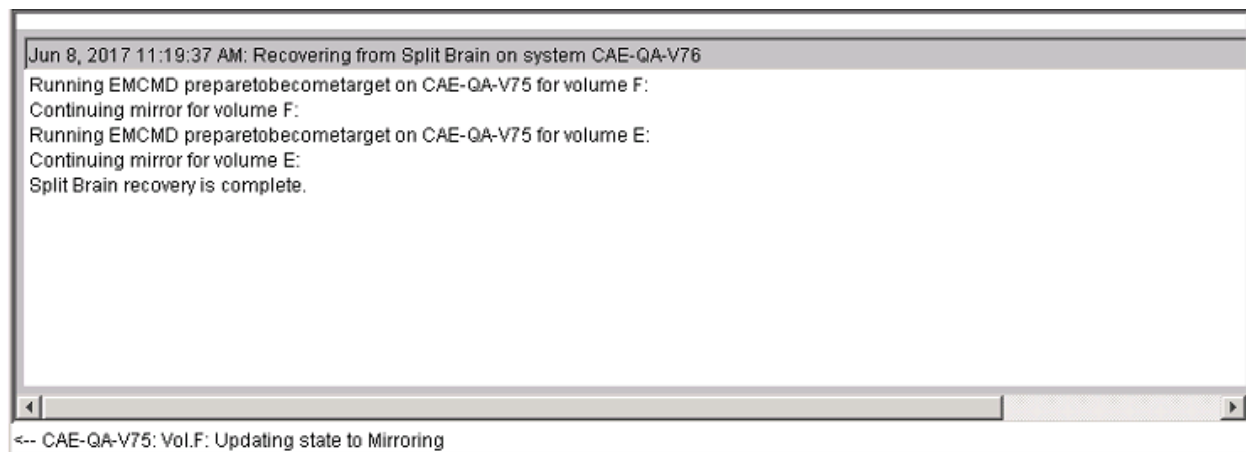 Jun 8, 2017 11:19:37 AM: Recovering from Split Brain on system CAE-QA-V76
Running EMCMD preparetobecometarget on CAE-QA-V75 for volume F:
Continuing mirror for volume F:
Running EMCMD preparetobecometarget on CAE-QA-V75 for volume E:
Continuing mirror for volume E:
Split Brain recovery is complete.
<-- CAE-QA-V75: Vol.F: Updating state to Mirroring